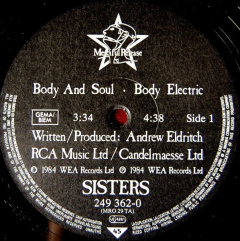 Merciful Release
Body And Soul · Body Electric
GEMA/
BIEM
3:34
4:38
Side 1
Written/Produced: Andrew Eldritch
RCA Music Ltd/Candelmaesse Ltd
℗ 1984 WEA Records Ltd © 1984 WEA Records Ltd
SISTERS
249 362-0
(MRO 29 TA)
45